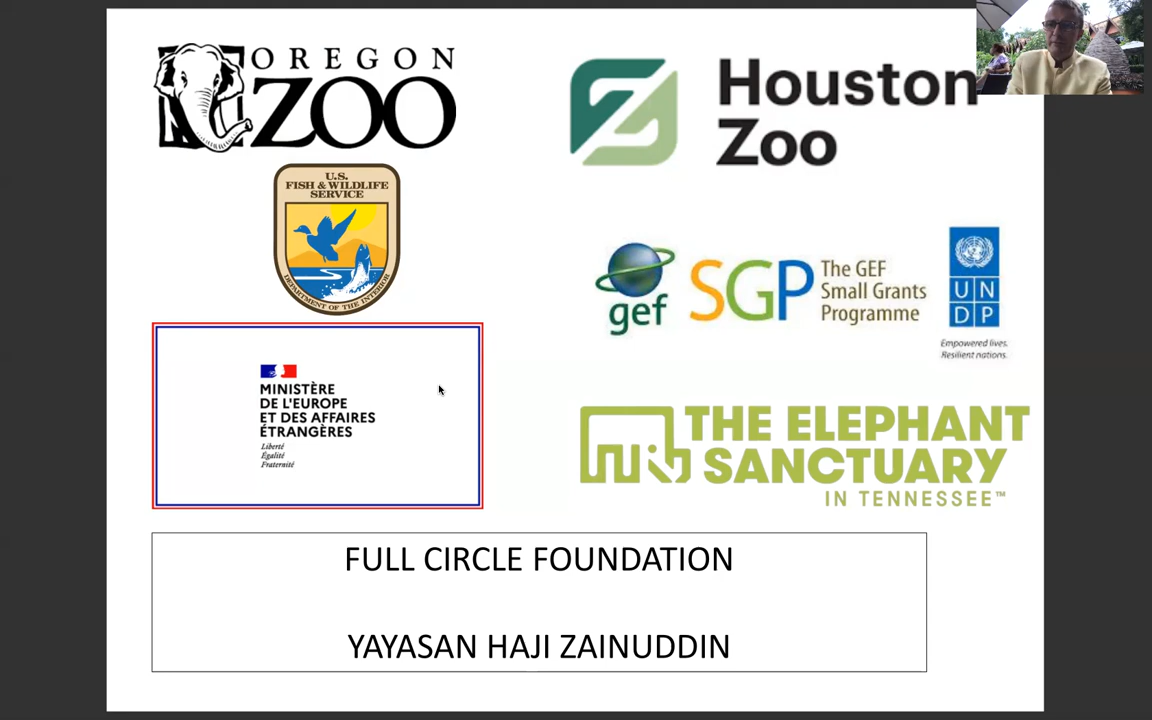 OREGON
ZOO
Houston
Zoo
U.S.
FISH & WILDLIFE
SERVICE
DEPARTMENT OF THE INTERIOR
gef
SGP
The GEF
Small Grants
Programme
UN
DP
Empowered lives.
Resilient nations.
MINISTÈRE
DE L'EUROPE
ET DES AFFAIRES
ÉTRANGÈRES
Liberté
Égalité
Fraternité
THE ELEPHANT
SANCTUARY
IN TENNESSEE™
FULL CIRCLE FOUNDATION
YAYASAN HAJI ZAINUDDIN